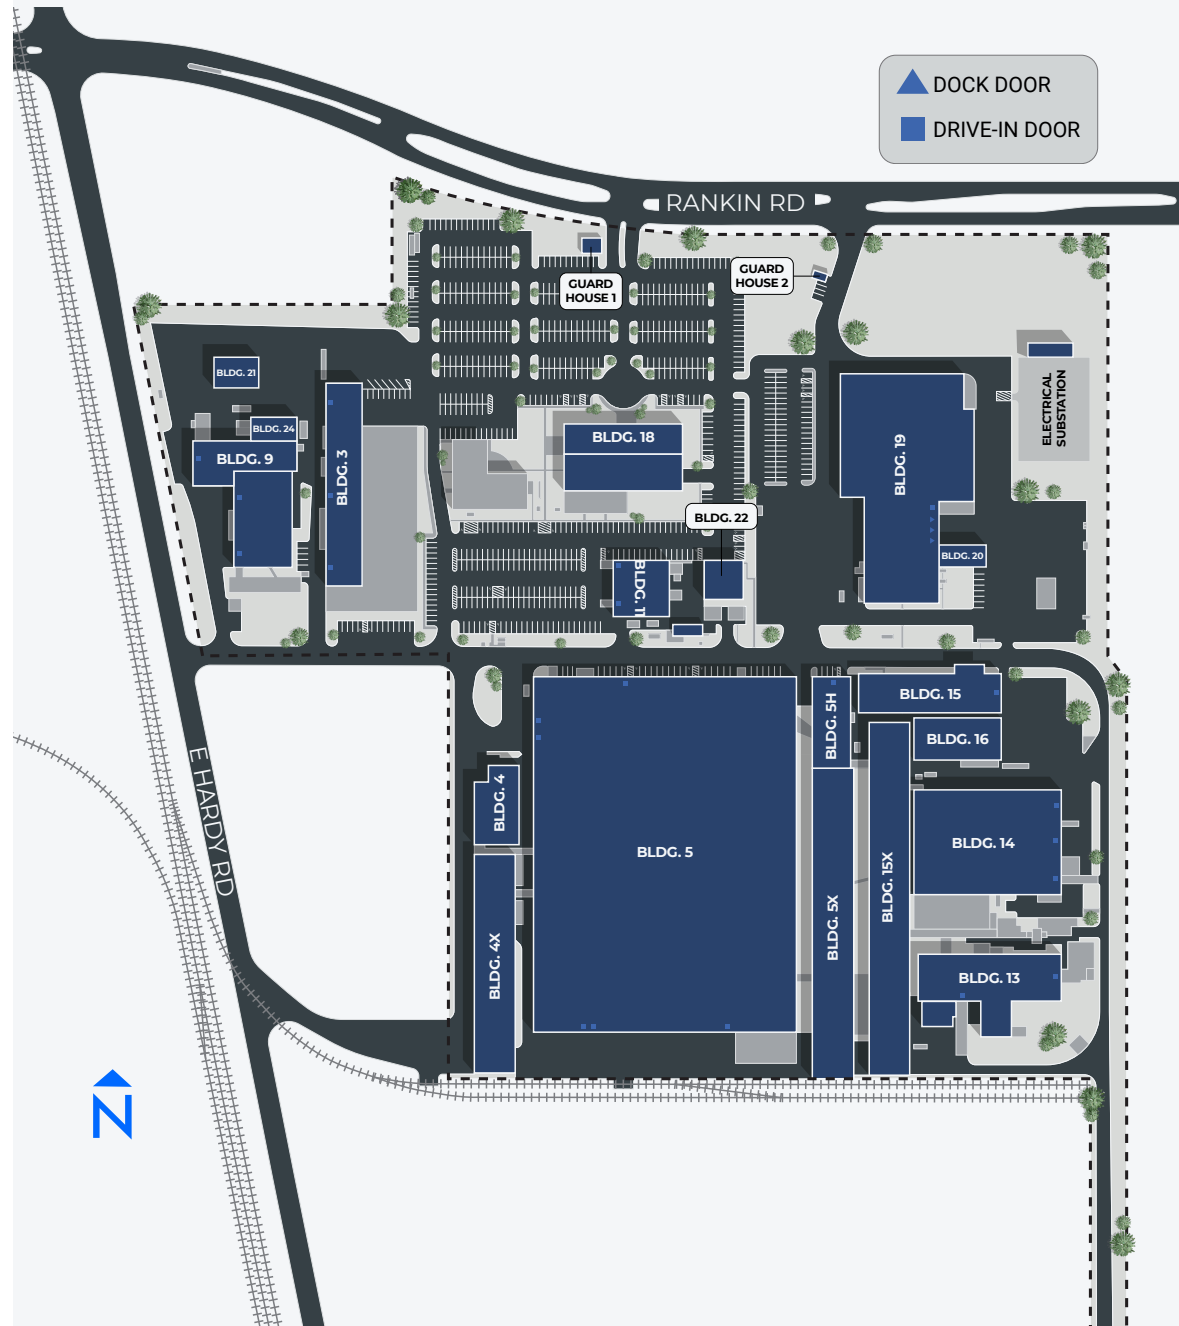 DOCK DOOR
DRIVE-IN DOOR
RANKIN RD
GUARD
HOUSE 1
GUARD
HOUSE 2
ELECTRICAL
SUBSTATION
BLDG. 21
BLDG. 24
BLDG. 9
BLDG. 3
BLDG. 18
BLDG. 19
BLDG. 22
BLDG. 20
BLDG. 11
BLDG. 15
BLDG. 5H
BLDG. 16
BLDG. 4
BLDG. 5
BLDG. 14
BLDG. 15X
E HARDY RD
BLDG. 4X
BLDG. 5X
BLDG. 13
N